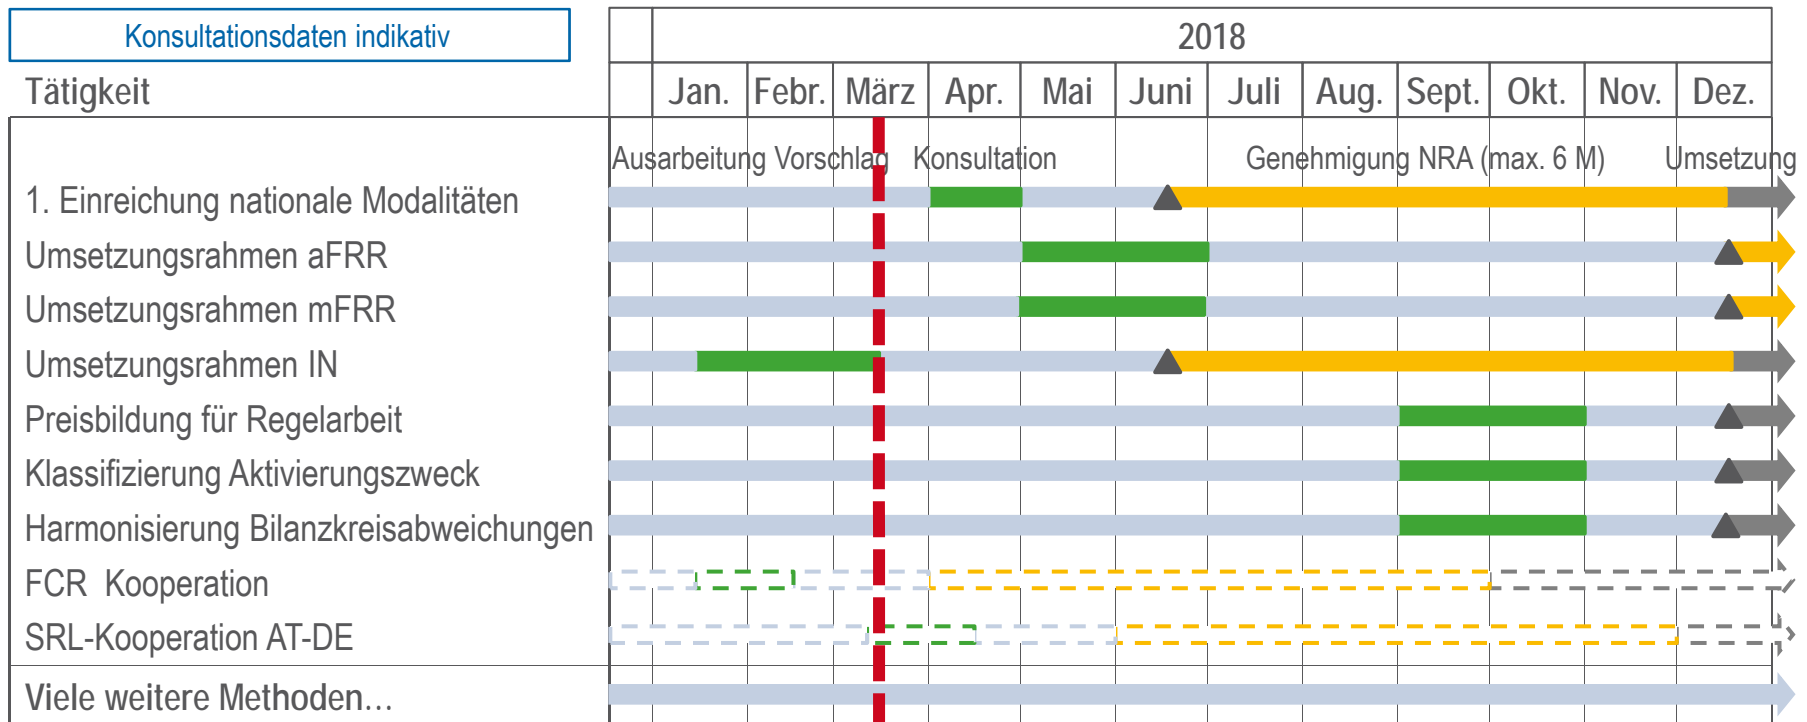 Konsultationsdaten indikativ
2018
Tätigkeit
Jan. Febr. März Apr. Mai Juni Juli Aug. Sept. Okt. Nov. Dez.
Ausarbeitung Vorschlag Konsultation Genehmigung NRA (max. 6 M) Umsetzung
1. Einreichung nationale Modalitäten
Umsetzungsrahmen aFRR
Umsetzungsrahmen mFRR
Umsetzungsrahmen IN
Preisbildung für Regelarbeit
Klassifizierung Aktivierungszweck
Harmonisierung Bilanzkreisabweichungen
FCR Kooperation
SRL-Kooperation AT-DE
Viele weitere Methoden…